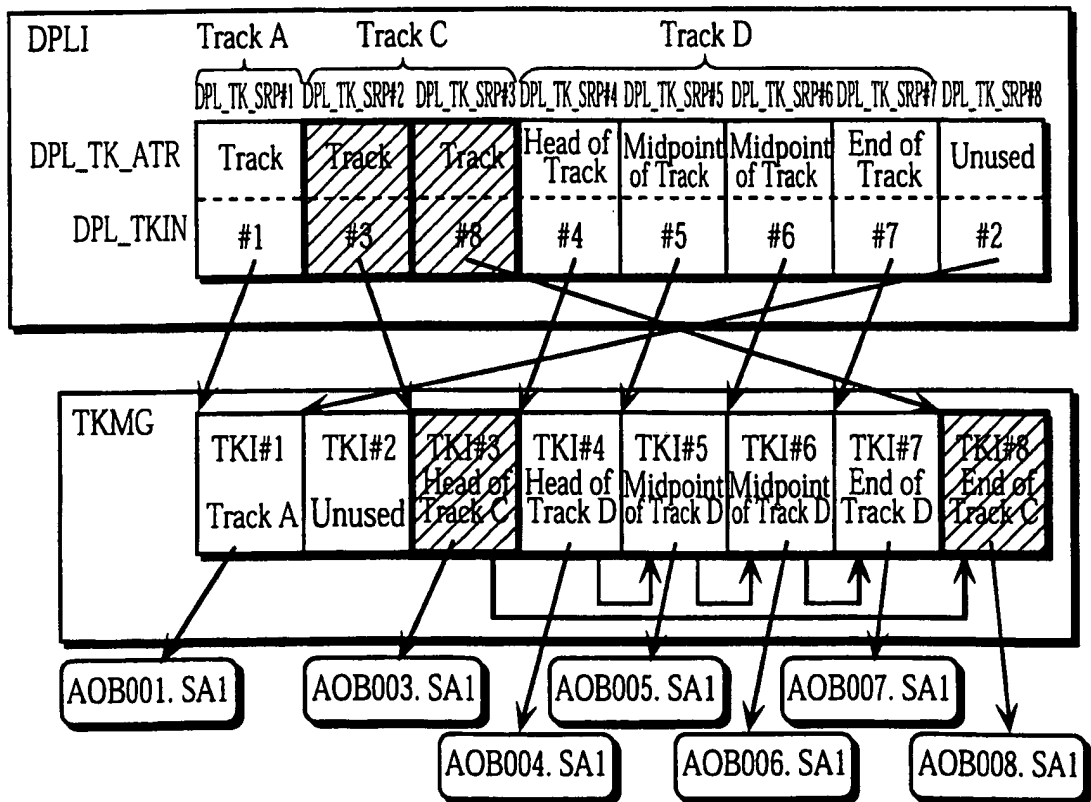 DPLI
Track A
Track C
Track D
DPL_TK_SRP#1 DPL_TK_SRP#2 DPL_TK_SRP#3 DPL_TK_SRP#4 DPL_TK_SRP#5 DPL_TK_SRP#6 DPL_TK_SRP#7 DPL_TK_SRP#8
DPL_TK_ATR
Track
Track
Track
Head of
Track
Midpoint
of Track
Midpoint
of Track
End of
Track
Unused
DPL_TKIN
#1
#3
#8
#4
#5
#6
#7
#2
TKMG
TKI#1
Track A
TKI#2
Unused
TKI#3
Head of
Track C
TKI#4
Head of
Track D
TKI#5
Midpoint
of Track D
TKI#6
Midpoint
of Track D
TKI#7
End of
Track D
TKI#8
End of
Track C
AOB001. SA1
AOB003. SA1
AOB005. SA1
AOB007. SA1
AOB004. SA1
AOB006. SA1
AOB008. SA1